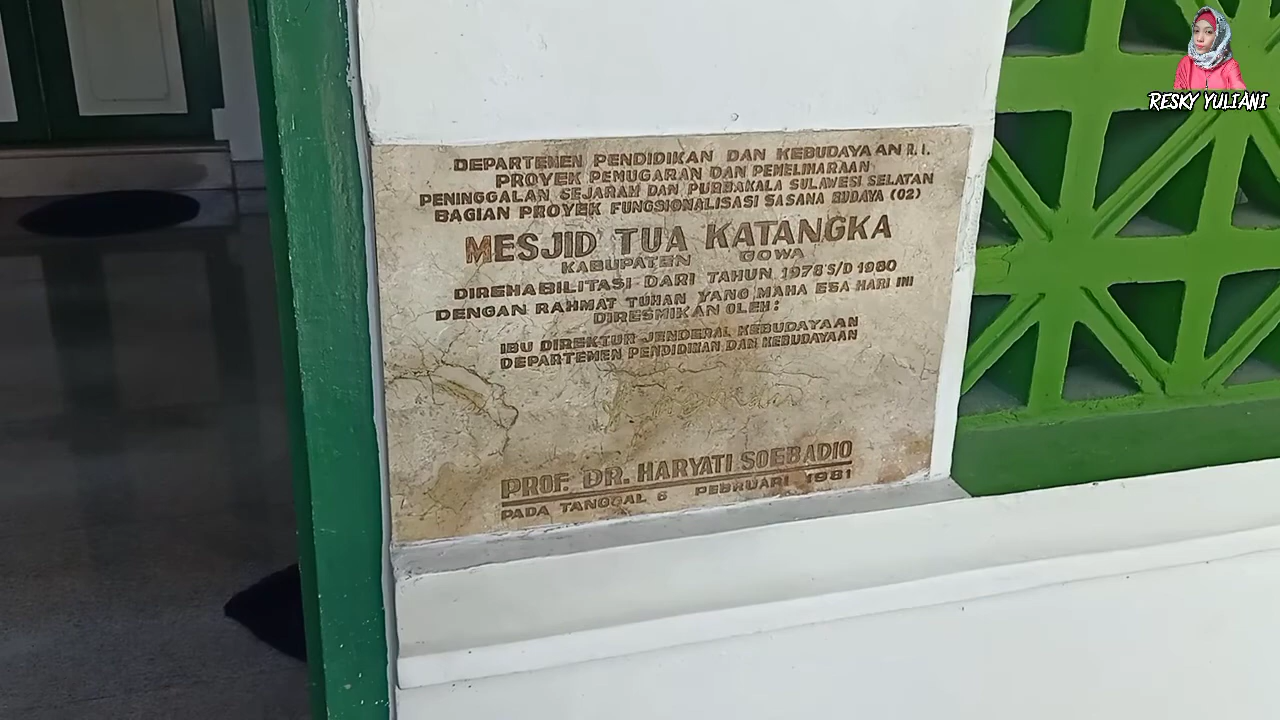 DEPARTEMEN PENDIDIKAN DAN KEBUDAYAAN R.I.
PROYEK PEMUGARAN DAN PEMELIHARAAN
PENINGGALAN SEJARAH DAN PURBAKALA SULAWESI SELATAN
BAGIAN PROYEK FUNGSIONALISASI SASANA BUDAYA (02)
MESJID TUA KATANGKA
KABUPATEN GOWA
DIREHABILITASI DARI TAHUN 1978 S/D 1980
DENGAN RAHMAT TUHAN YANG MAHA ESA HARI INI
DIRESMIKAN OLEH:
IBU DIREKTUR JENDERAL KEBUDAYAAN
DEPARTEMEN PENDIDIKAN DAN KEBUDAYAAN
PROF. DR. HARYATI SOEBADIO
PADA TANGGAL 6 PEBRUARI 1981
RESKY YULIANI